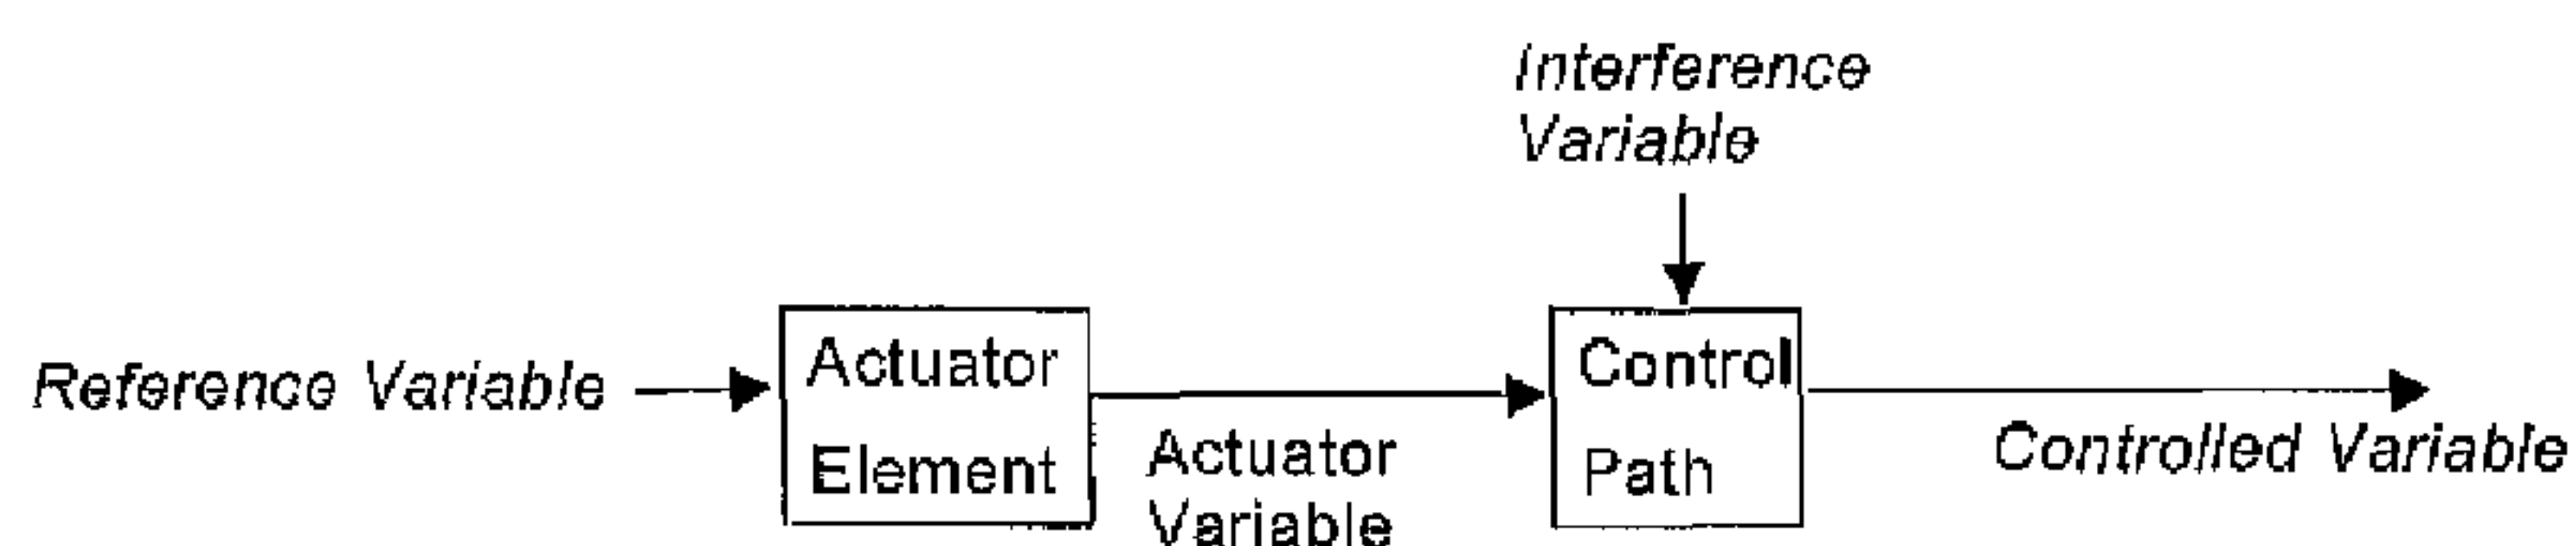 Interference
Variable
Reference Variable
Actuator
Element
Actuator
Variable
Control
Path
Controlled Variable